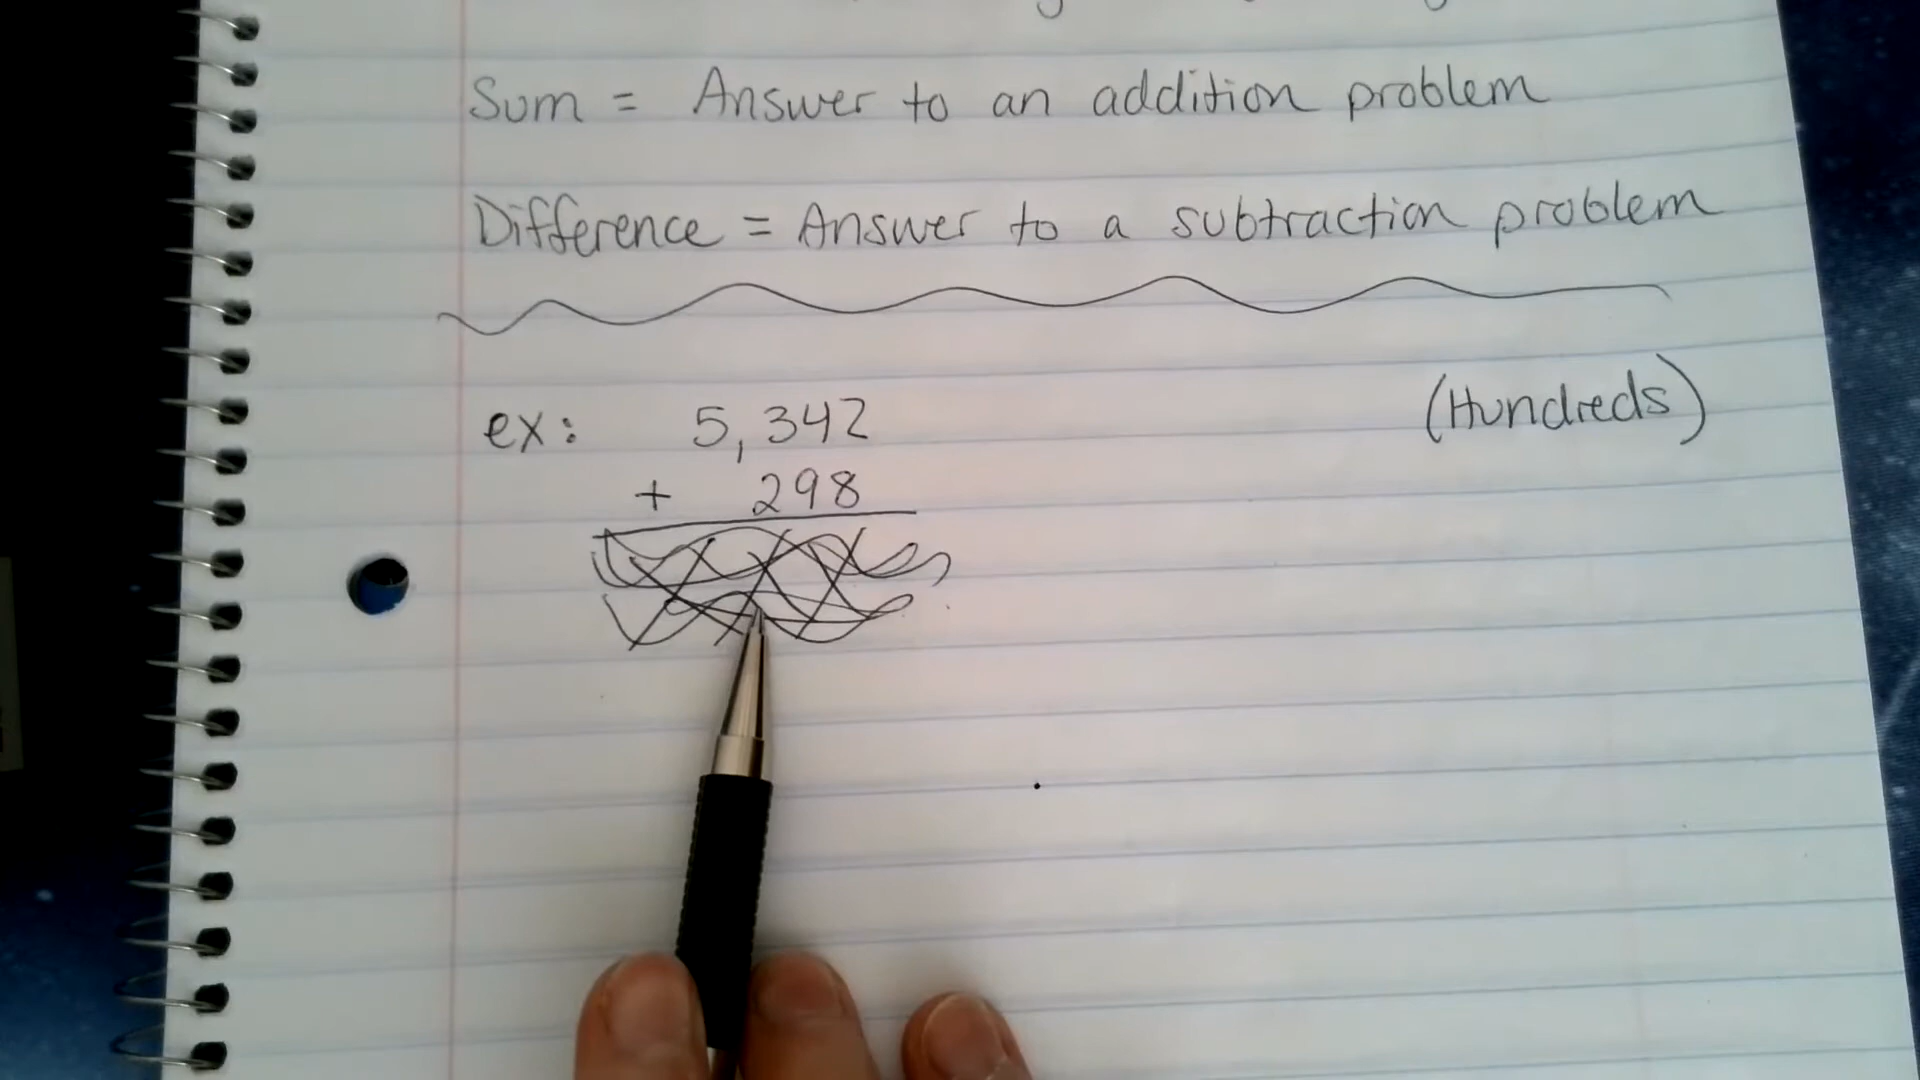 Sum = Answer to an addition problem
Difference = Answer to a subtraction problem
ex: 5,342 (Hundreds)
+ 298